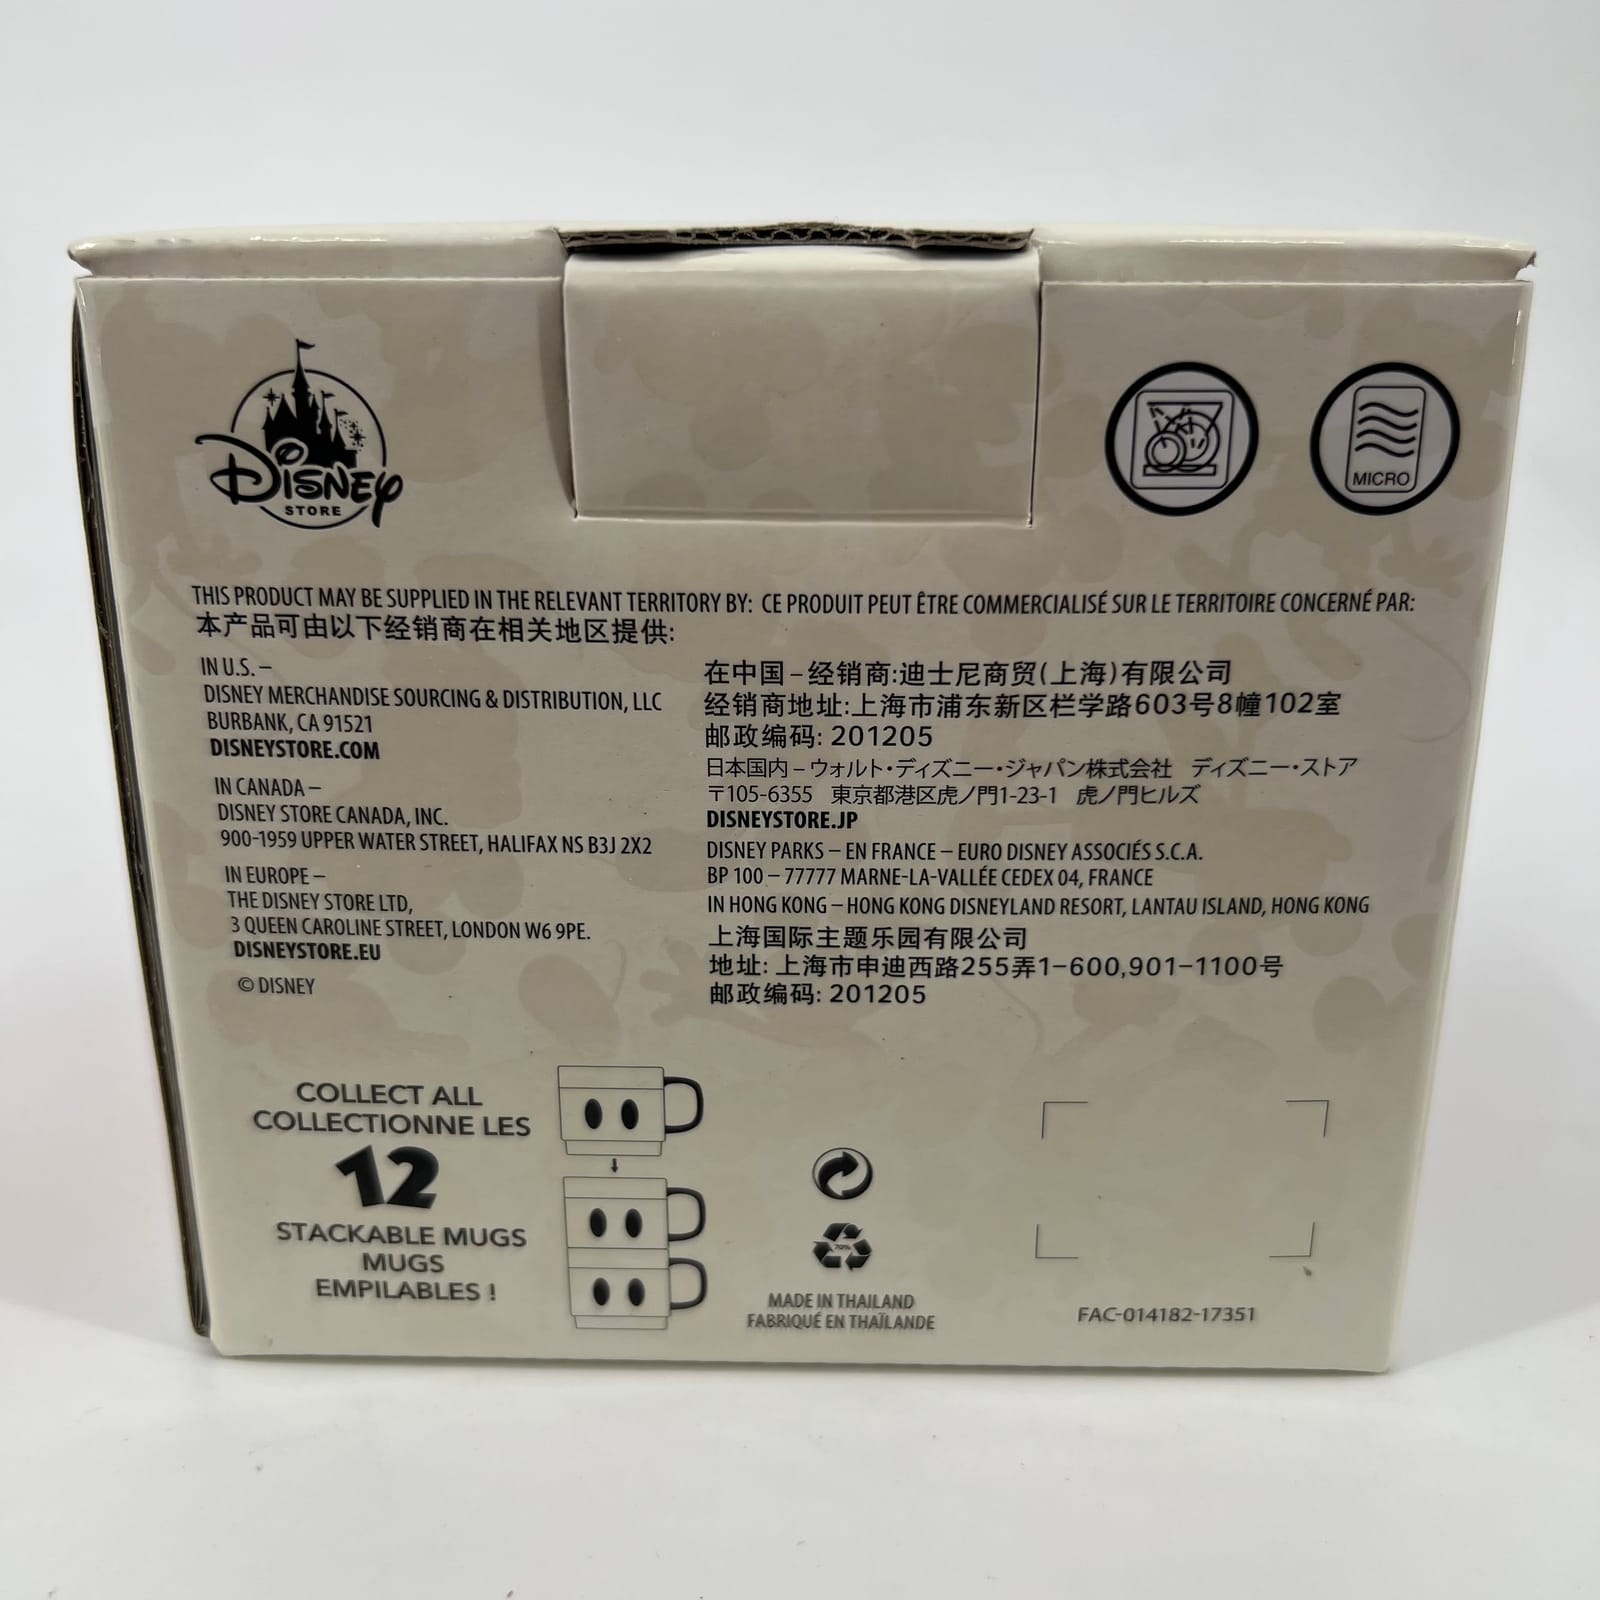 DISNEY
STORE
MICRO
THIS PRODUCT MAY BE SUPPLIED IN THE RELEVANT TERRITORY BY: CE PRODUIT PEUT ÊTRE COMMERCIALISÉ SUR LE TERRITOIRE CONCERNÉ PAR:
本产品可由以下经销商在相关地区提供:
IN U.S. –
DISNEY MERCHANDISE SOURCING & DISTRIBUTION, LLC
BURBANK, CA 91521
DISNEYSTORE.COM
IN CANADA –
DISNEY STORE CANADA, INC.
900-1959 UPPER WATER STREET, HALIFAX NS B3J 2X2
IN EUROPE –
THE DISNEY STORE LTD,
3 QUEEN CAROLINE STREET, LONDON W6 9PE.
DISNEYSTORE.EU
© DISNEY
在中国 – 经销商:迪士尼商贸(上海)有限公司
经销商地址:上海市浦东新区栏学路603号8幢102室
邮政编码: 201205
日本国内 – ウォルト・ディズニー・ジャパン株式会社 ディズニー・ストア
〒105-6355 東京都港区虎ノ門1-23-1 虎ノ門ヒルズ
DISNEYSTORE.JP
DISNEY PARKS – EN FRANCE – EURO DISNEY ASSOCIÉS S.C.A.
BP 100 – 77777 MARNE-LA-VALLÉE CEDEX 04, FRANCE
IN HONG KONG – HONG KONG DISNEYLAND RESORT, LANTAU ISLAND, HONG KONG
上海国际主题乐园有限公司
地址: 上海市申迪西路255弄1-600,901-1100号
邮政编码: 201205
COLLECT ALL
COLLECTIONNE LES
12
STACKABLE MUGS
MUGS
EMPILABLES !
70%
MADE IN THAILAND
FABRIQUÉ EN THAÏLANDE
FAC-014182-17351